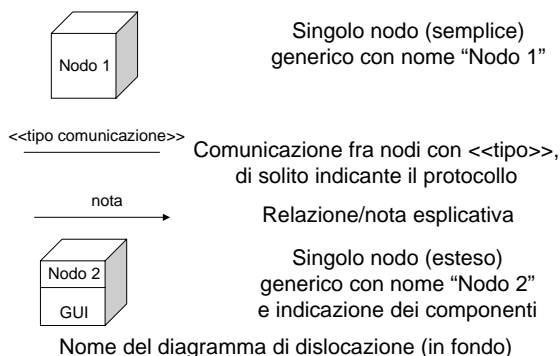 Nodo 1
Singolo nodo (semplice)
generico con nome “Nodo 1”
<<tipo comunicazione>>
Comunicazione fra nodi con <<tipo>>,
di solito indicante il protocollo
nota
Relazione/nota esplicativa
Nodo 2
GUI
Singolo nodo (esteso)
generico con nome “Nodo 2”
e indicazione dei componenti
Nome del diagramma di dislocazione (in fondo)